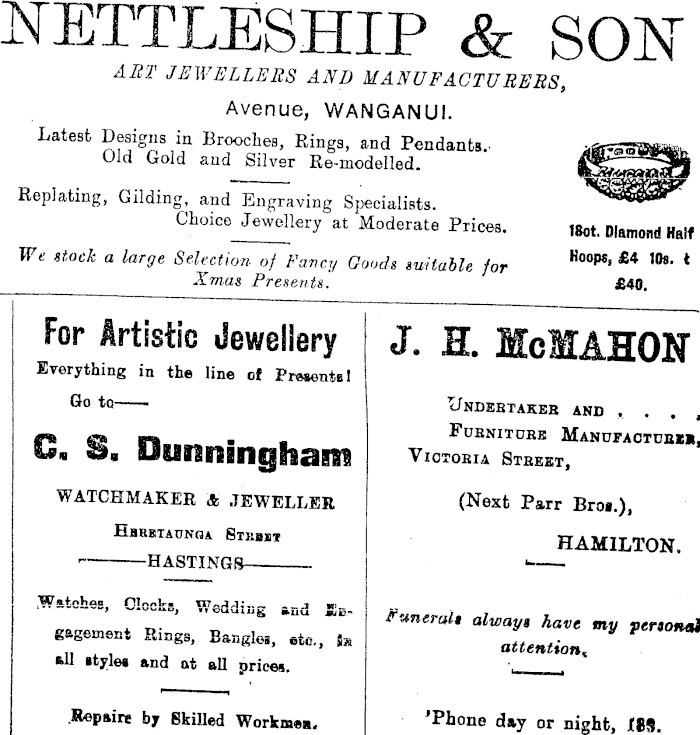 NETTLESHIP & SON
ART JEWELLERS AND MANUFACTURERS,
Avenue, WANGANUI.
Latest Designs in Brooches, Rings, and Pendants.
Old Gold and Silver Re-modelled.
Replating, Gilding, and Engraving Specialists.
Choice Jewellery at Moderate Prices.
We stock a large Selection of Fancy Goods suitable for
Xmas Presents.
18ct. Diamond Half
Hoops, £4 10s. t
£40.
For Artistic Jewellery
Everything in the line of Presents!
Go to—
C. S. Dunningham
WATCHMAKER & JEWELLER
HERETAUNGA STREET
HASTINGS
Watches, Clocks, Wedding and En-
gagement Rings, Bangles, etc., in
all styles and at all prices.
Repairs by Skilled Workmen.
J. H. McMAHON
UNDERTAKER AND . . . .
FURNITURE MANUFACTURER,
VICTORIA STREET,
(Next Parr Bros.),
HAMILTON.
Funerals always have my personal
attention.
'Phone day or night,